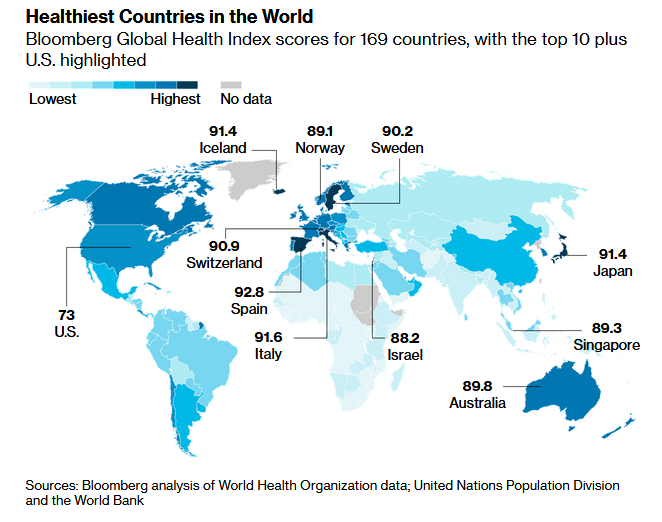 Healthiest Countries in the World
Bloomberg Global Health Index scores for 169 countries, with the top 10 plus
U.S. highlighted
Lowest Highest No data
91.4
Iceland
89.1
Norway
90.2
Sweden
90.9
Switzerland
91.4
Japan
92.8
Spain
73
U.S.
91.6
Italy
88.2
Israel
89.3
Singapore
89.8
Australia
Sources: Bloomberg analysis of World Health Organization data; United Nations Population Division
and the World Bank